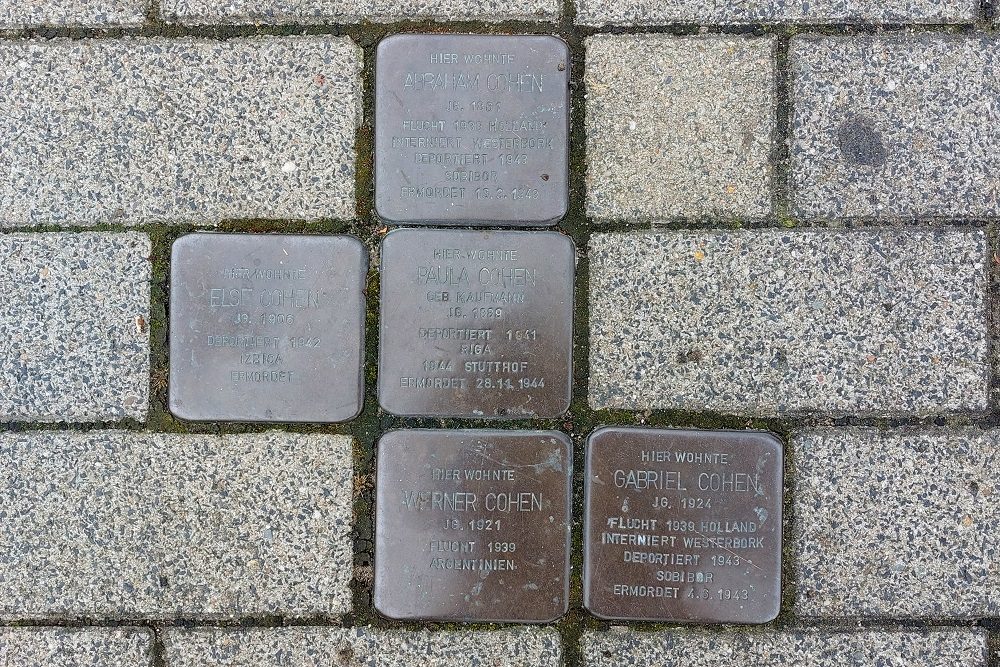 HIER WOHNTE
ABRAHAM COHEN
JG.
FLUCHT 1939 HOLLAND
INTERNIERT WESTERBORK
DEPORTIERT 1943
SOBIBOR
ERMORDET
HIER WOHNTE
ELSE COHEN
JG. 1906
DEPORTIERT 1942
IZBICA
ERMORDET
HIER WOHNTE
PAULA COHEN
GEB. KAUFMANN
JG.
DEPORTIERT 1941
RIGA
1944 STUTTHOF
ERMORDET 28.11.1944
HIER WOHNTE
WERNER COHEN
JG. 1921
FLUCHT 1939
ARGENTINIEN
HIER WOHNTE
GABRIEL COHEN
JG. 1924
FLUCHT 1939 HOLLAND
INTERNIERT WESTERBORK
DEPORTIERT 1943
SOBIBOR
ERMORDET 4.6.1943